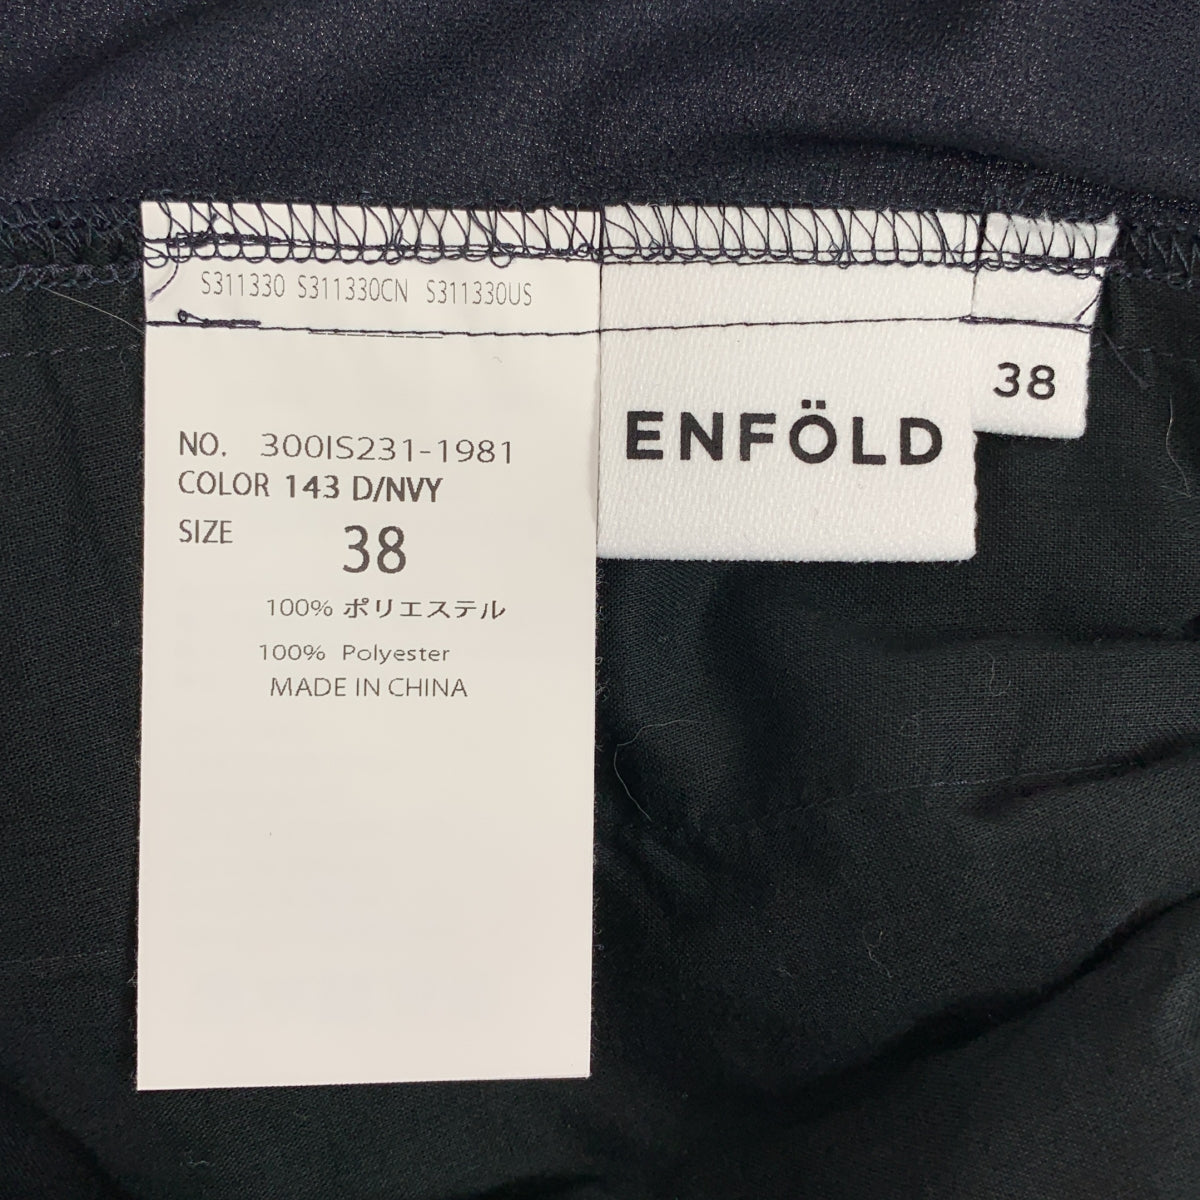 S311330 S311330CN S311330US
NO. 300IS231-1981
COLOR 143 D/NVY
SIZE 38
100% ポリエステル
100% Polyester
MADE IN CHINA
ENFÖLD
38